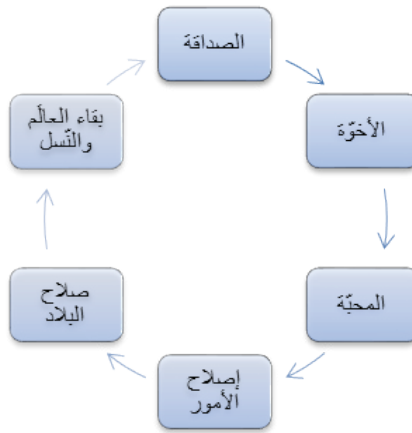 الصداقة
الأخوّة
المحبّة
إصلاح
الأمور
صلاح
البلاد
بقاء العالَم
والنّسل